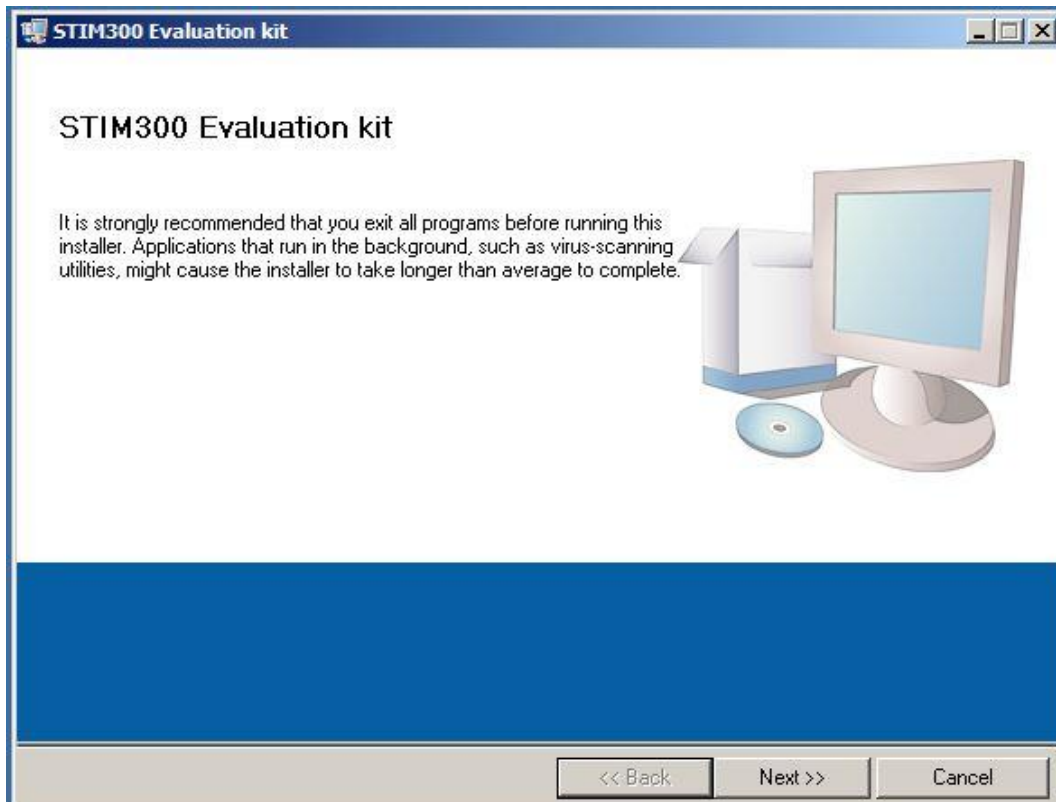 STIM300 Evaluation kit
STIM300 Evaluation kit
It is strongly recommended that you exit all programs before running this
installer. Applications that run in the background, such as virus-scanning
utilities, might cause the installer to take longer than average to complete.
<< Back
Next >>
Cancel